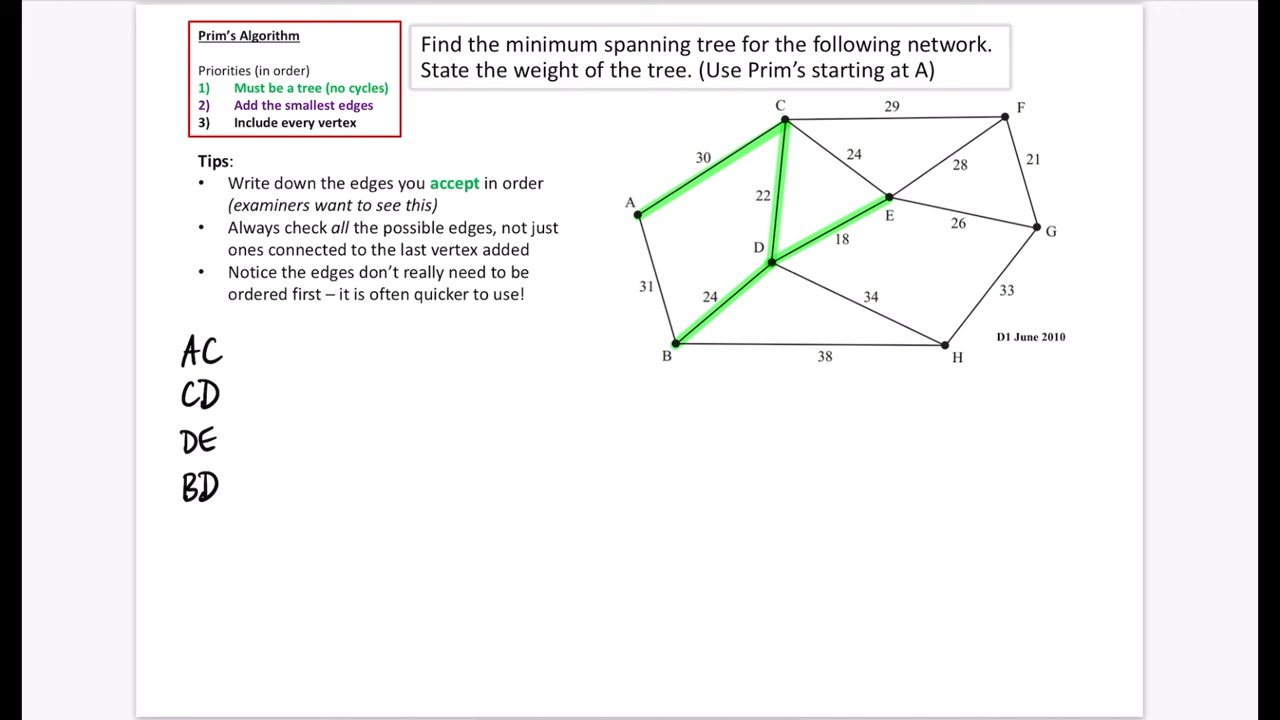 Prim's Algorithm
Priorities (in order)
1) Must be a tree (no cycles)
2) Add the smallest edges
3) Include every vertex
Find the minimum spanning tree for the following network.
State the weight of the tree. (Use Prim's starting at A)
Tips:
• Write down the edges you accept in order
(examiners want to see this)
• Always check all the possible edges, not just
ones connected to the last vertex added
• Notice the edges don't really need to be
ordered first – it is often quicker to use!
AC
CD
DE
BD
C
29
F
30
24
28
21
A
22
E
26
G
D
18
31
24
34
33
D1 June 2010
B
38
H